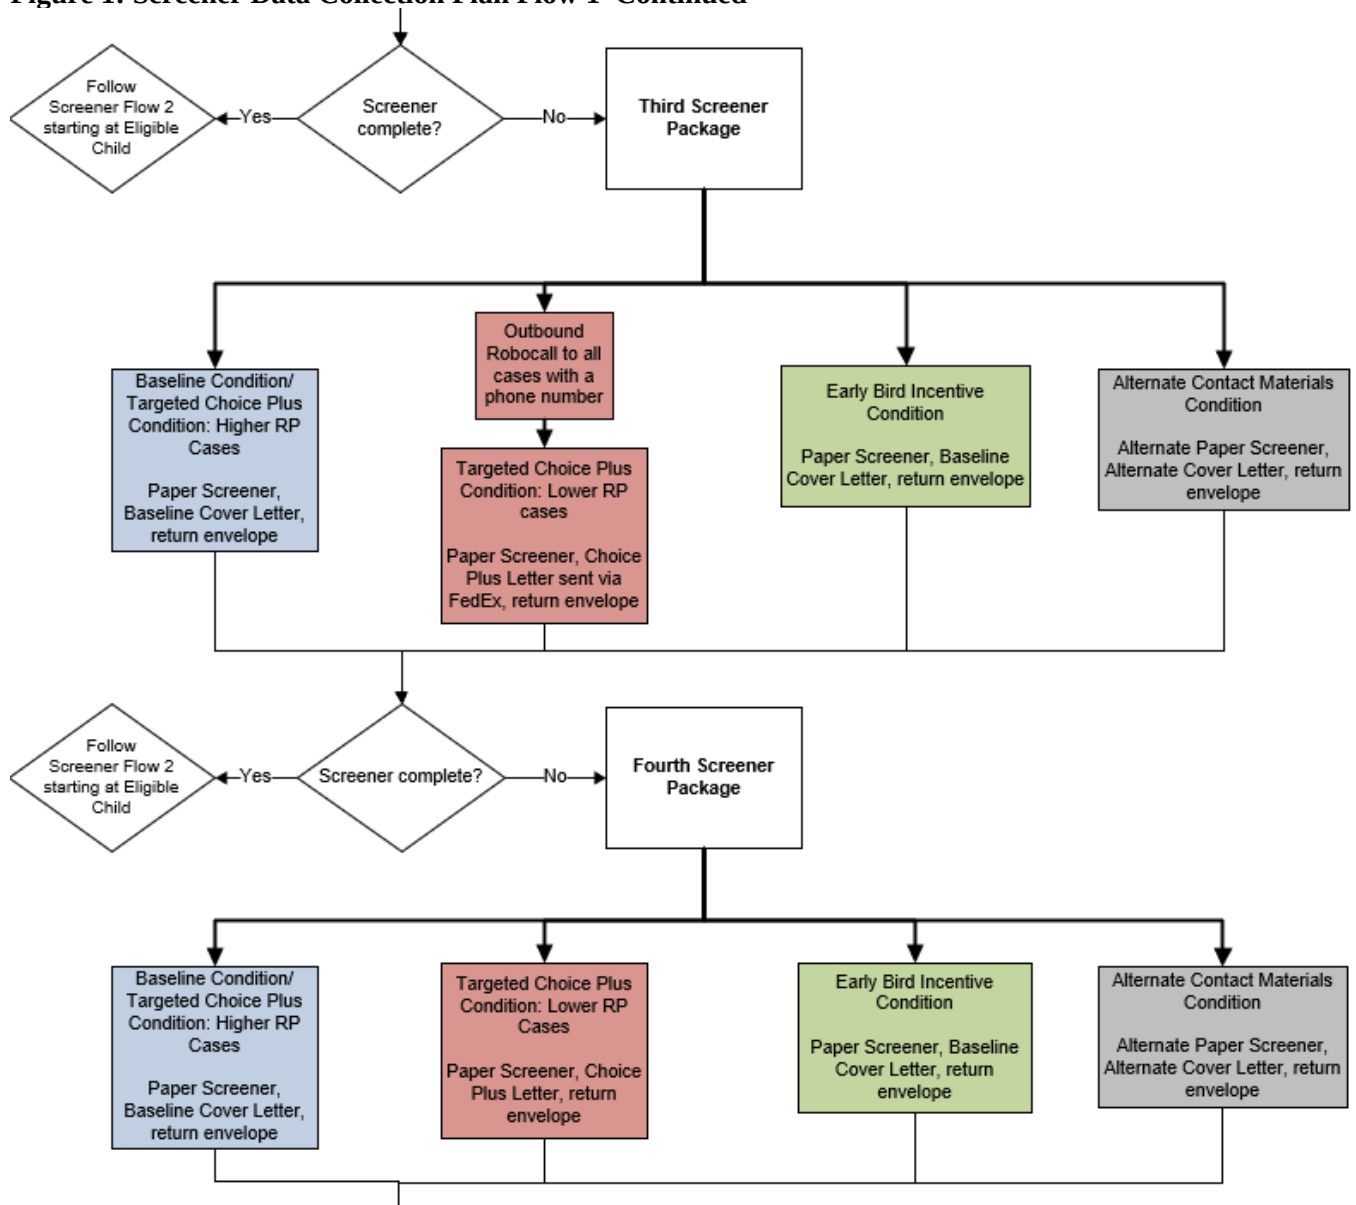 Figure 1: Screener Data Collection Plan Flow 1- Continued
Follow
Screener Flow 2
starting at Eligible
Child
Yes
Screener
complete?
No
Third Screener
Package
Outbound
Robocall to all
cases with a
phone number
Baseline Condition/
Targeted Choice Plus
Condition: Higher RP
Cases
Paper Screener,
Baseline Cover Letter,
return envelope
Targeted Choice Plus
Condition: Lower RP
cases
Paper Screener, Choice
Plus Letter sent via
FedEx, return envelope
Early Bird Incentive
Condition
Paper Screener, Baseline
Cover Letter, return envelope
Alternate Contact Materials
Condition
Alternate Paper Screener,
Alternate Cover Letter, return
envelope
Follow
Screener Flow 2
starting at Eligible
Child
Yes
Screener complete?
No
Fourth Screener
Package
Baseline Condition/
Targeted Choice Plus
Condition: Higher RP
Cases
Paper Screener,
Baseline Cover Letter,
return envelope
Targeted Choice Plus
Condition: Lower RP
Cases
Paper Screener, Choice
Plus Letter, return
envelope
Early Bird Incentive
Condition
Paper Screener, Baseline
Cover Letter, return
envelope
Alternate Contact Materials
Condition
Alternate Paper Screener,
Alternate Cover Letter, return
envelope